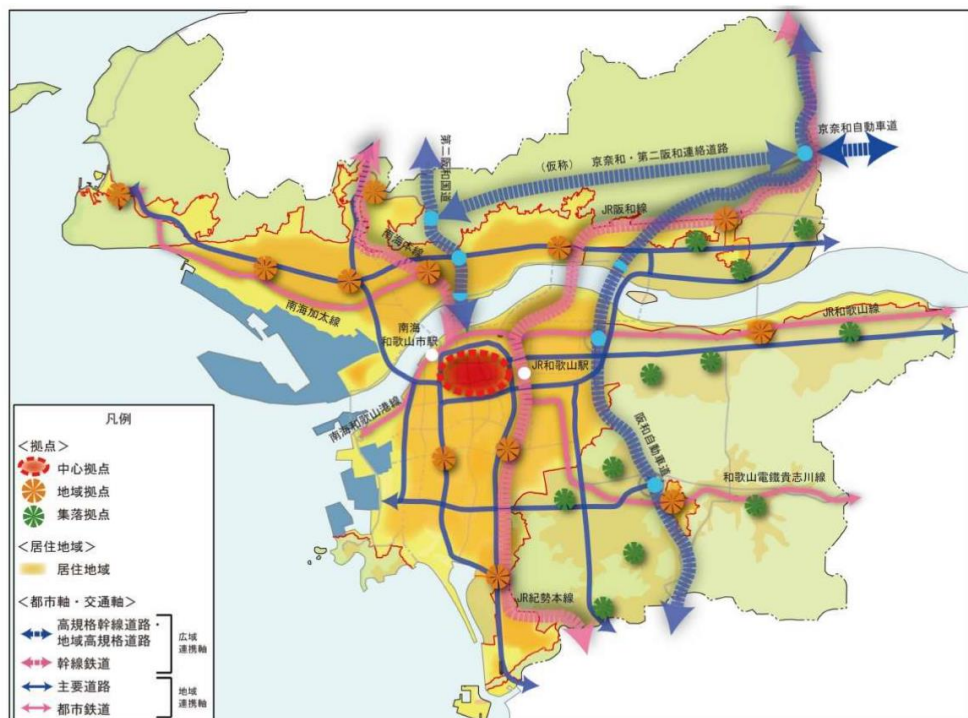 京奈和自動車道
第二阪和国道
(仮称) 京奈和・第二阪和連絡道路
JR阪和線
南海本線
南海加太線
南海
和歌山市駅
JR和歌山線
JR和歌山駅
南海和歌山港線
阪和自動車道
和歌山電鐵貴志川線
JR紀勢本線
凡例
<拠点>
中心拠点
地域拠点
集落拠点
<居住地域>
居住地域
<都市軸・交通軸>
高規格幹線道路・
地域高規格道路
幹線鉄道
広域
連携軸
主要道路
都市鉄道
地域
連携軸